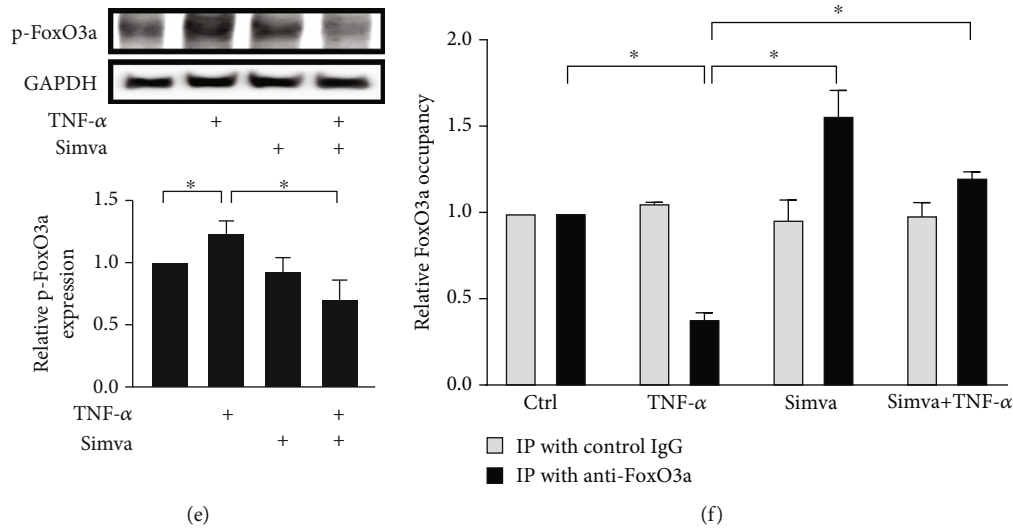 p-FoxO3a
GAPDH
TNF-α + +
Simva + +
* *
Relative p-FoxO3a
expression
1.5
1.0
0.5
0.0
TNF-α + +
Simva + +
(e)
Relative FoxO3a occupancy
2.0
1.5
1.0
0.5
0.0
*
* *
Ctrl TNF-α Simva Simva+TNF-α
IP with control IgG
IP with anti-FoxO3a
(f)